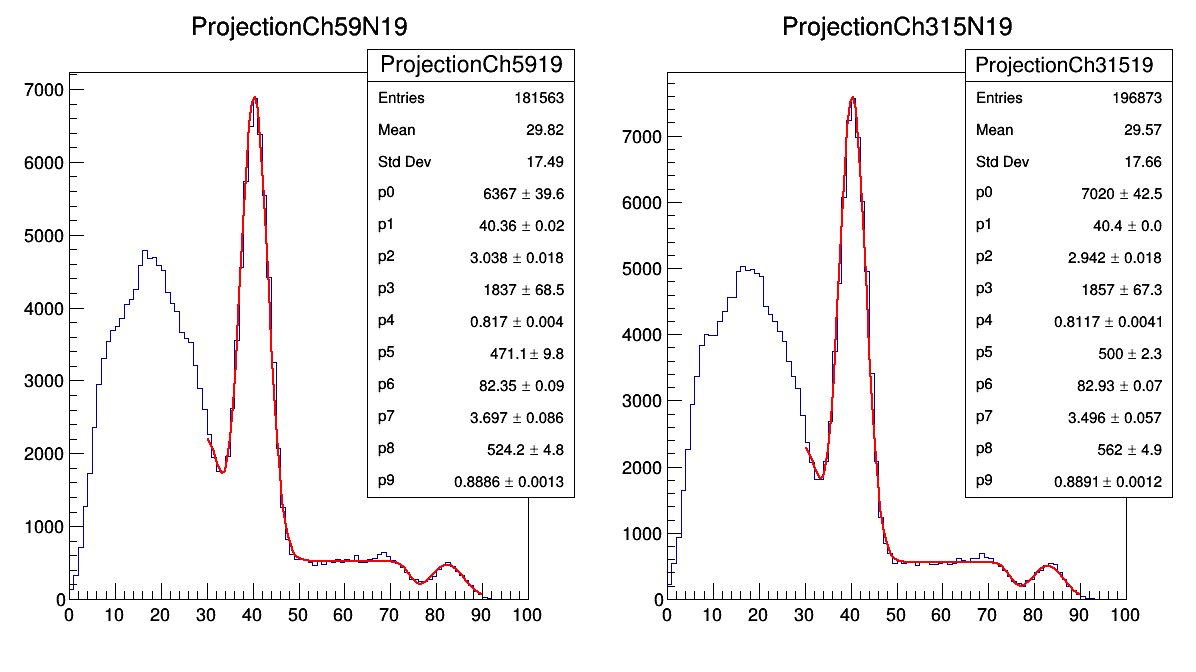 ProjectionCh59N19
ProjectionCh5919
Entries 181563
Mean 29.82
Std Dev 17.49
p0 6367 ± 39.6
p1 40.36 ± 0.02
p2 3.038 ± 0.018
p3 1837 ± 68.5
p4 0.817 ± 0.004
p5 471.1 ± 9.8
p6 82.35 ± 0.09
p7 3.697 ± 0.086
p8 524.2 ± 4.8
p9 0.8886 ± 0.0013
7000
6000
5000
4000
3000
2000
1000
0
0 10 20 30 40 50 60 70 80 90 100
ProjectionCh315N19
ProjectionCh31519
Entries 196873
Mean 29.57
Std Dev 17.66
p0 7020 ± 42.5
p1 40.4 ± 0.0
p2 2.942 ± 0.018
p3 1857 ± 67.3
p4 0.8117 ± 0.0041
p5 500 ± 2.3
p6 82.93 ± 0.07
p7 3.496 ± 0.057
p8 562 ± 4.9
p9 0.8891 ± 0.0012
7000
6000
5000
4000
3000
2000
1000
0
0 10 20 30 40 50 60 70 80 90 100